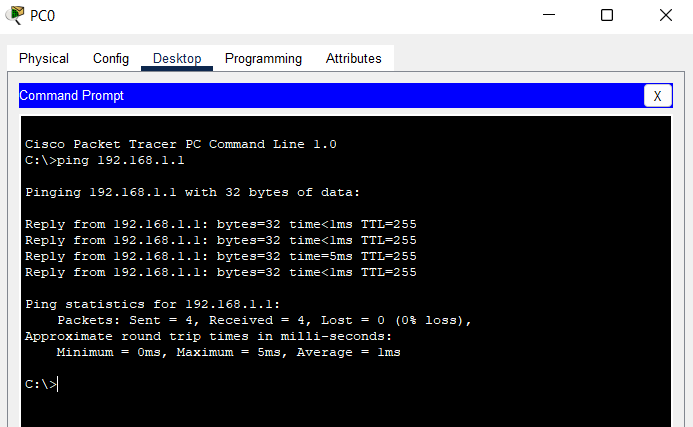 PC0
Physical Config Desktop Programming Attributes
Command Prompt X
Cisco Packet Tracer PC Command Line 1.0
C:\>ping 192.168.1.1
Pinging 192.168.1.1 with 32 bytes of data:
Reply from 192.168.1.1: bytes=32 time<1ms TTL=255
Reply from 192.168.1.1: bytes=32 time<1ms TTL=255
Reply from 192.168.1.1: bytes=32 time=5ms TTL=255
Reply from 192.168.1.1: bytes=32 time<1ms TTL=255
Ping statistics for 192.168.1.1:
Packets: Sent = 4, Received = 4, Lost = 0 (0% loss),
Approximate round trip times in milli-seconds:
Minimum = 0ms, Maximum = 5ms, Average = 1ms
C:\>